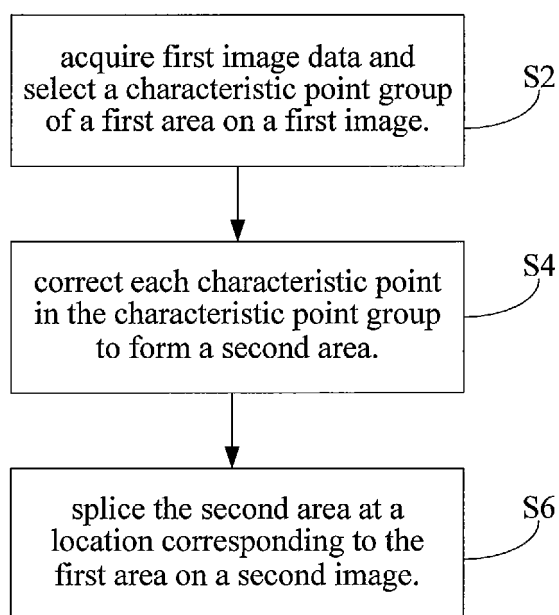 acquire first image data and
select a characteristic point group
of a first area on a first image.
S2
correct each characteristic point
in the characteristic point group
to form a second area.
S4
splice the second area at a
location corresponding to the
first area on a second image.
S6